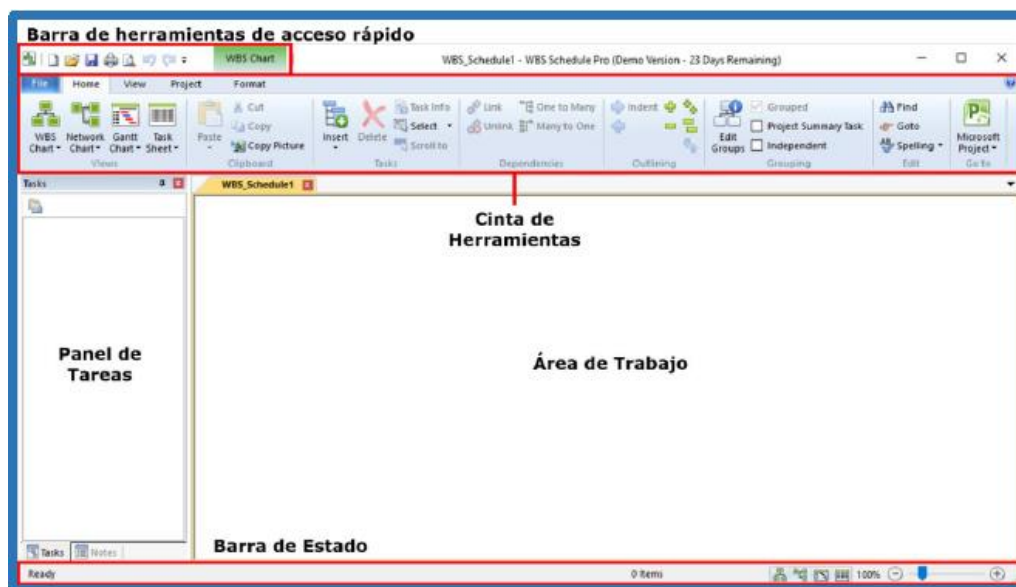 Barra de herramientas de acceso rápido
WBS Chart
WBS_Schedule1 - WBS Schedule Pro (Demo Version - 23 Days Remaining)
File Home View Project Format
Cut Task Info Link One to Many Indent Grouped Find
Copy Select Unlink Many to One Project Summary Task Goto
WBS Chart Network Chart Gantt Chart Task Sheet Paste Copy Picture Insert Delete Scroll to Edit Groups Independent Spelling Microsoft Project
Views Clipboard Tasks Dependencies Outlining Grouping Edit Go to
Tasks WBS_Schedule1
Cinta de
Herramientas
Panel de
Tareas
Área de Trabajo
Tasks Notes
Barra de Estado
Ready 0 Items 100%